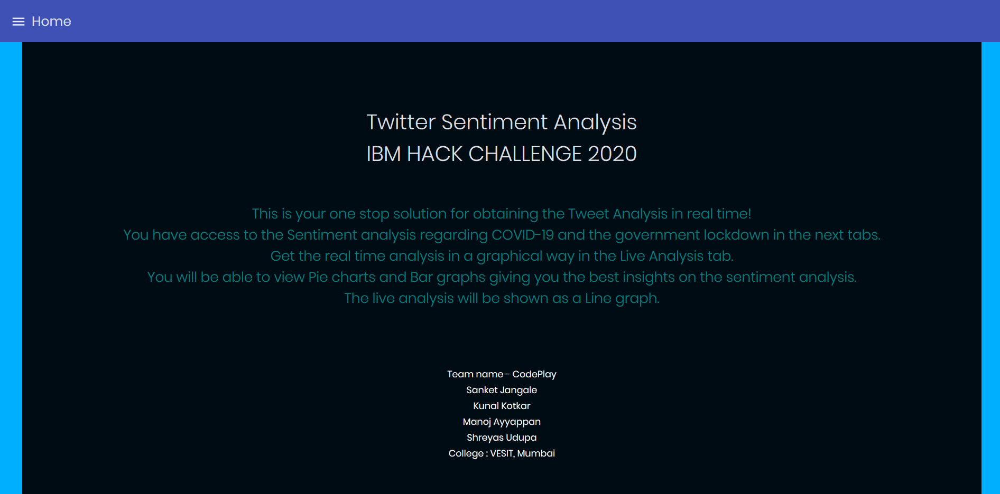 Home
Twitter Sentiment Analysis
IBM HACK CHALLENGE 2020
This is your one stop solution for obtaining the Tweet Analysis in real time!
You have access to the Sentiment analysis regarding COVID-19 and the government lockdown in the next tabs.
Get the real time analysis in a graphical way in the Live Analysis tab.
You will be able to view Pie charts and Bar graphs giving you the best insights on the sentiment analysis.
The live analysis will be shown as a Line graph.
Team name - CodePlay
Sanket Jangale
Kunal Kotkar
Manoj Ayyappan
Shreyas Udupa
College : VESIT, Mumbai